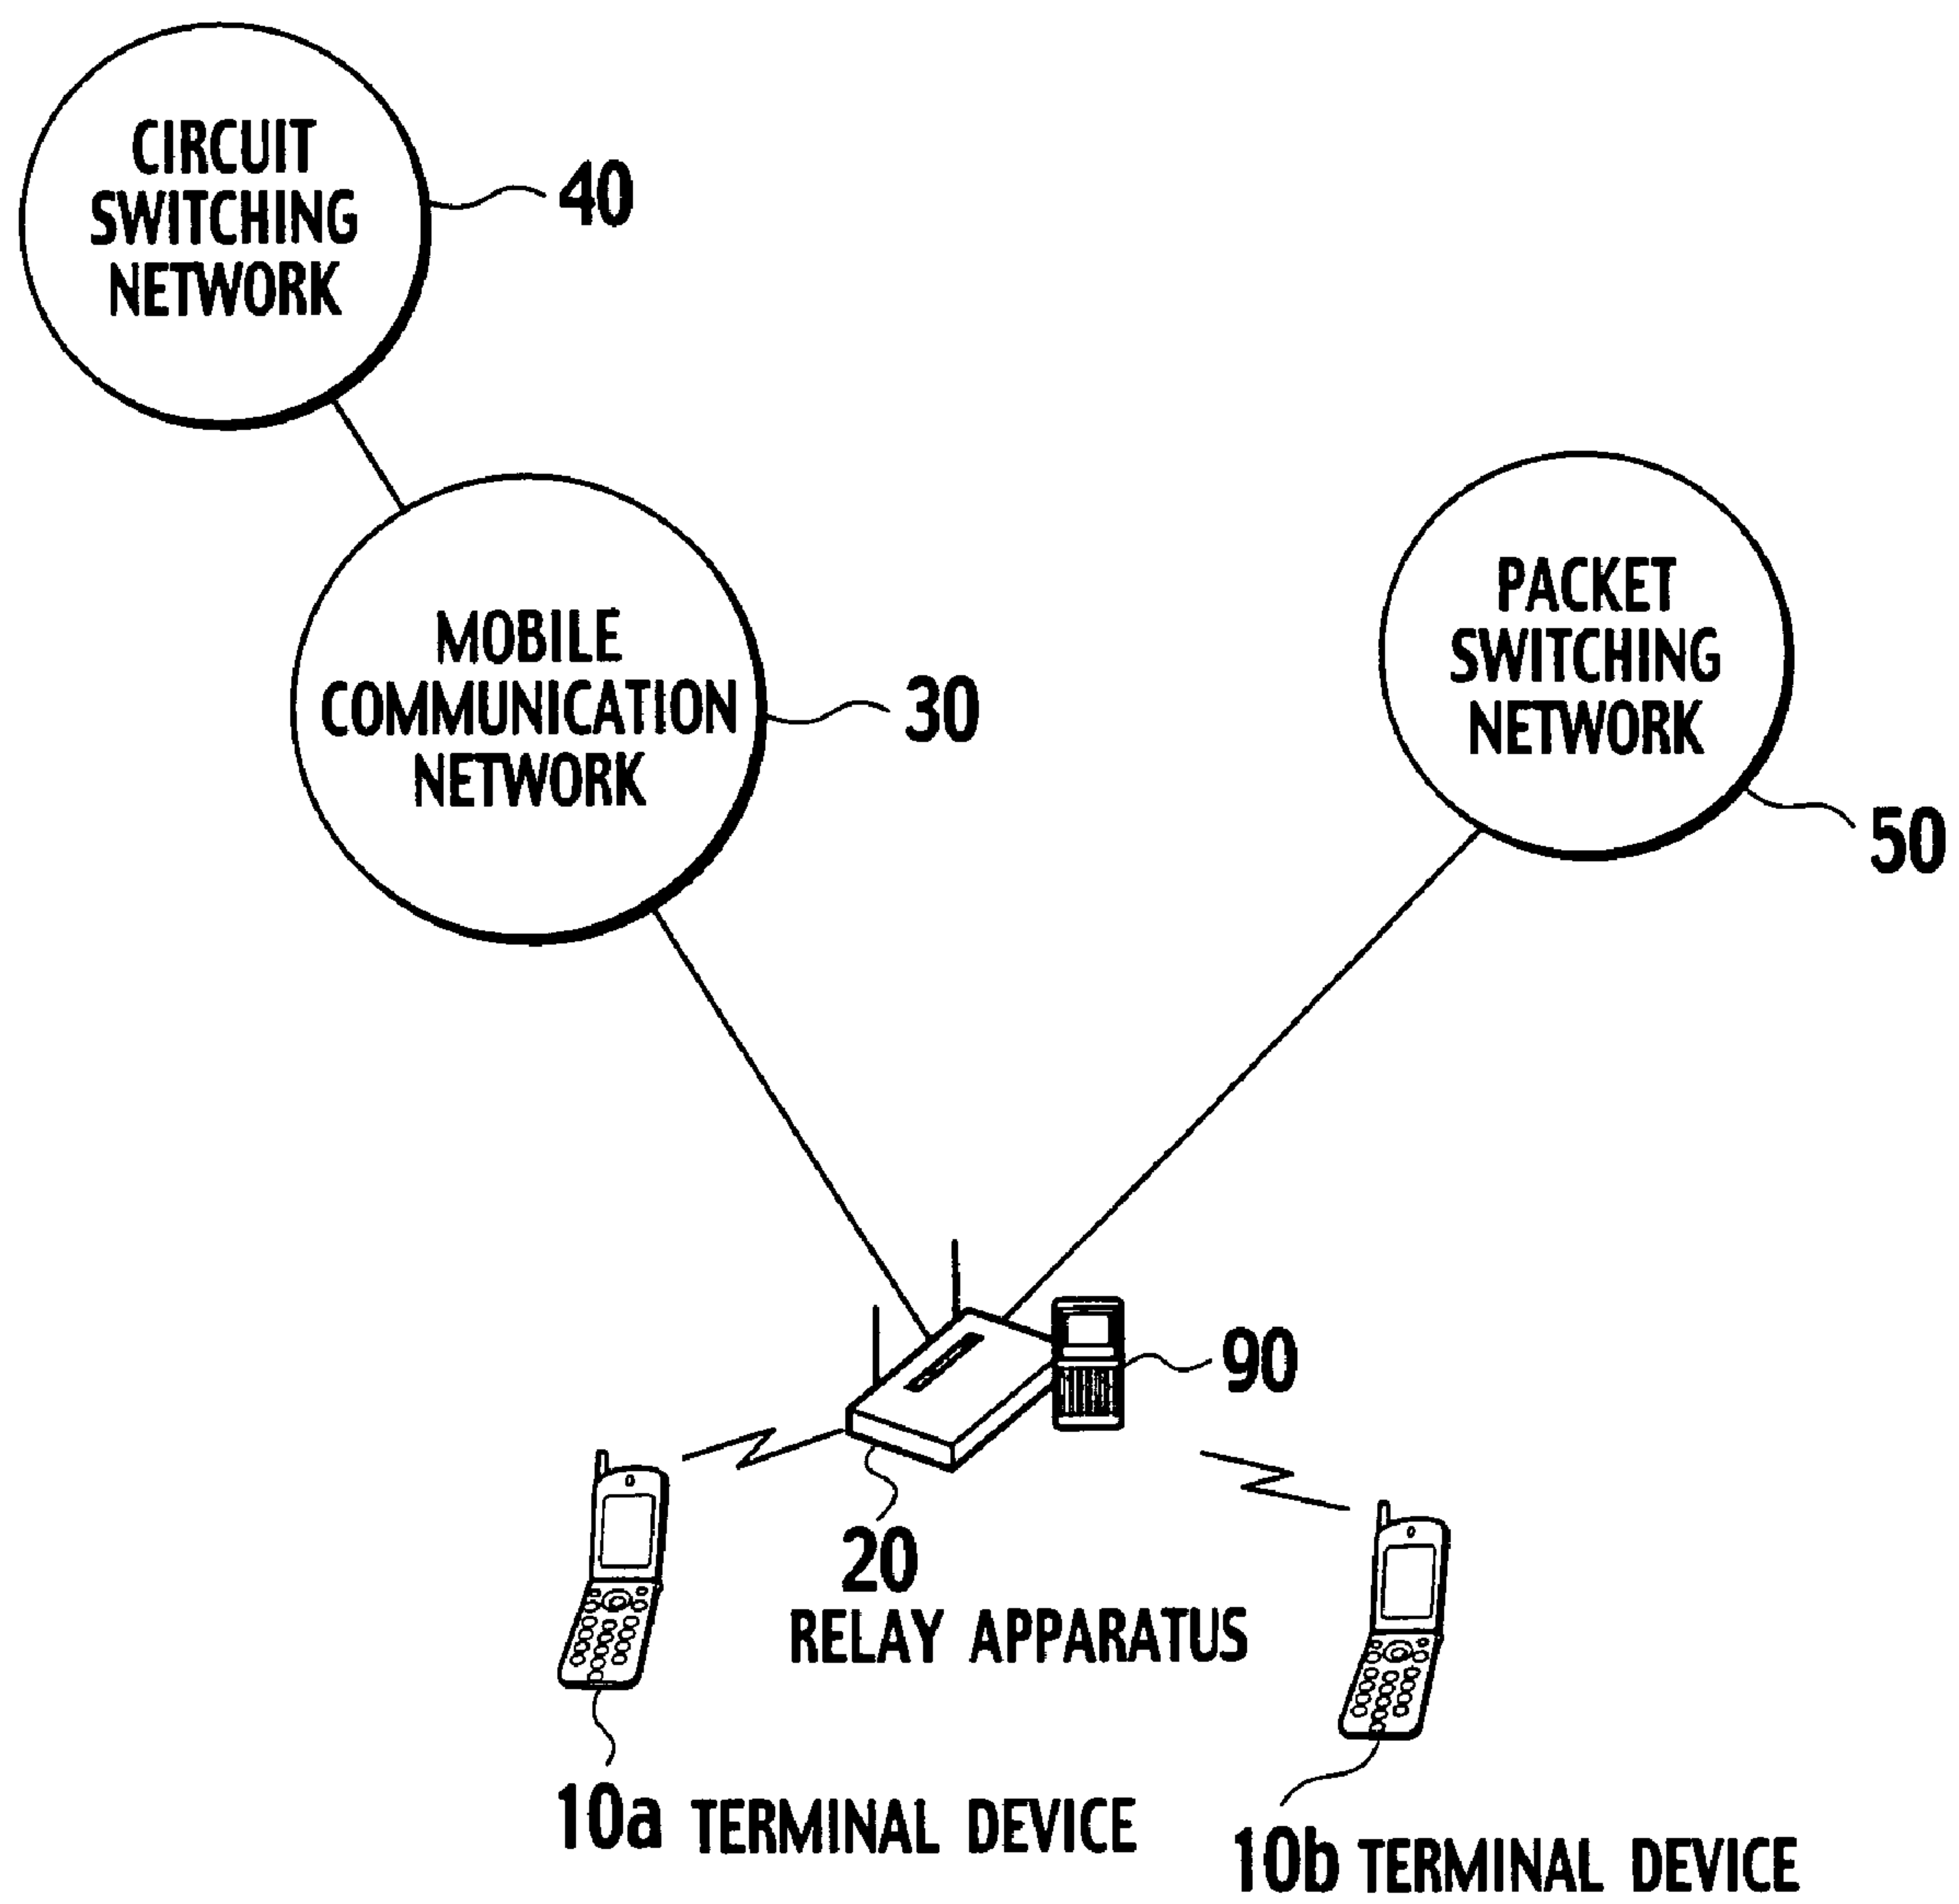 CIRCUIT
SWITCHING
NETWORK
40
MOBILE
COMMUNICATION
NETWORK
30
PACKET
SWITCHING
NETWORK
50
90
20
RELAY APPARATUS
10a TERMINAL DEVICE
10b TERMINAL DEVICE